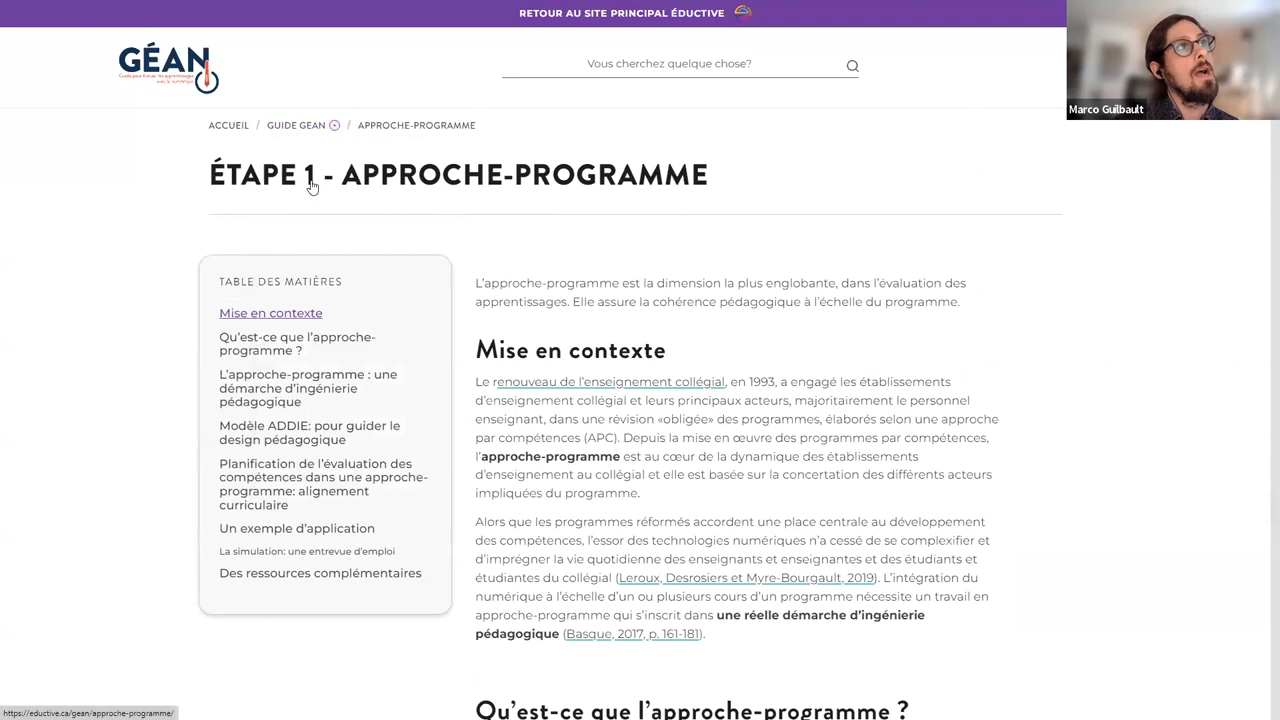 RETOUR AU SITE PRINCIPAL ÉDUCTIVE
GÉAN
Guide pour évaluer les apprentissages
avec le numérique
Vous cherchez quelque chose?
Marco Guilbault
ACCUEIL / GUIDE GEAN / APPROCHE-PROGRAMME
ÉTAPE 1 - APPROCHE-PROGRAMME
TABLE DES MATIÈRES
Mise en contexte
Qu’est-ce que l’approche-
programme ?
L’approche-programme : une
démarche d’ingénierie
pédagogique
Modèle ADDIE: pour guider le
design pédagogique
Planification de l’évaluation des
compétences dans une approche-
programme: alignement
curriculaire
Un exemple d’application
La simulation: une entrevue d’emploi
Des ressources complémentaires
L’approche-programme est la dimension la plus englobante, dans l’évaluation des
apprentissages. Elle assure la cohérence pédagogique à l’échelle du programme.
Mise en contexte
Le renouveau de l’enseignement collégial, en 1993, a engagé les établissements
d’enseignement collégial et leurs principaux acteurs, majoritairement le personnel
enseignant, dans une révision «obligée» des programmes, élaborés selon une approche
par compétences (APC). Depuis la mise en œuvre des programmes par compétences,
l’approche-programme est au cœur de la dynamique des établissements
d’enseignement au collégial et elle est basée sur la concertation des différents acteurs
impliquées du programme.
Alors que les programmes réformés accordent une place centrale au développement
des compétences, l’essor des technologies numériques n’a cessé de se complexifier et
d’imprégner la vie quotidienne des enseignants et enseignantes et des étudiants et
étudiantes du collégial (Leroux, Desrosiers et Myre-Bourgault, 2019). L’intégration du
numérique à l’échelle d’un ou plusieurs cours d’un programme nécessite un travail en
approche-programme qui s’inscrit dans une réelle démarche d’ingénierie
pédagogique (Basque, 2017, p. 161-181).
Qu’est-ce que l’approche-programme ?
https://eductive.ca/gean/approche-programme/